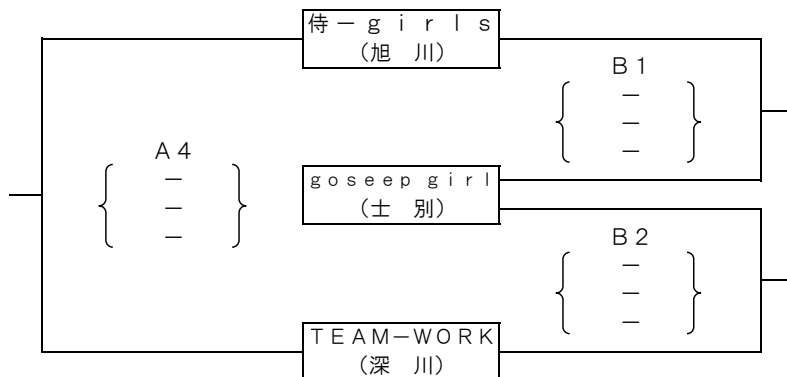 侍－ｇｉｒｌｓ
（旭　川）
Ｂ１
－
－
－
Ａ４
－
－
－
ｇｏｓｅｅｐ ｇｉｒｌ
（士　別）
Ｂ２
－
－
－
ＴＥＡＭ－ＷＯＲＫ
（深　川）